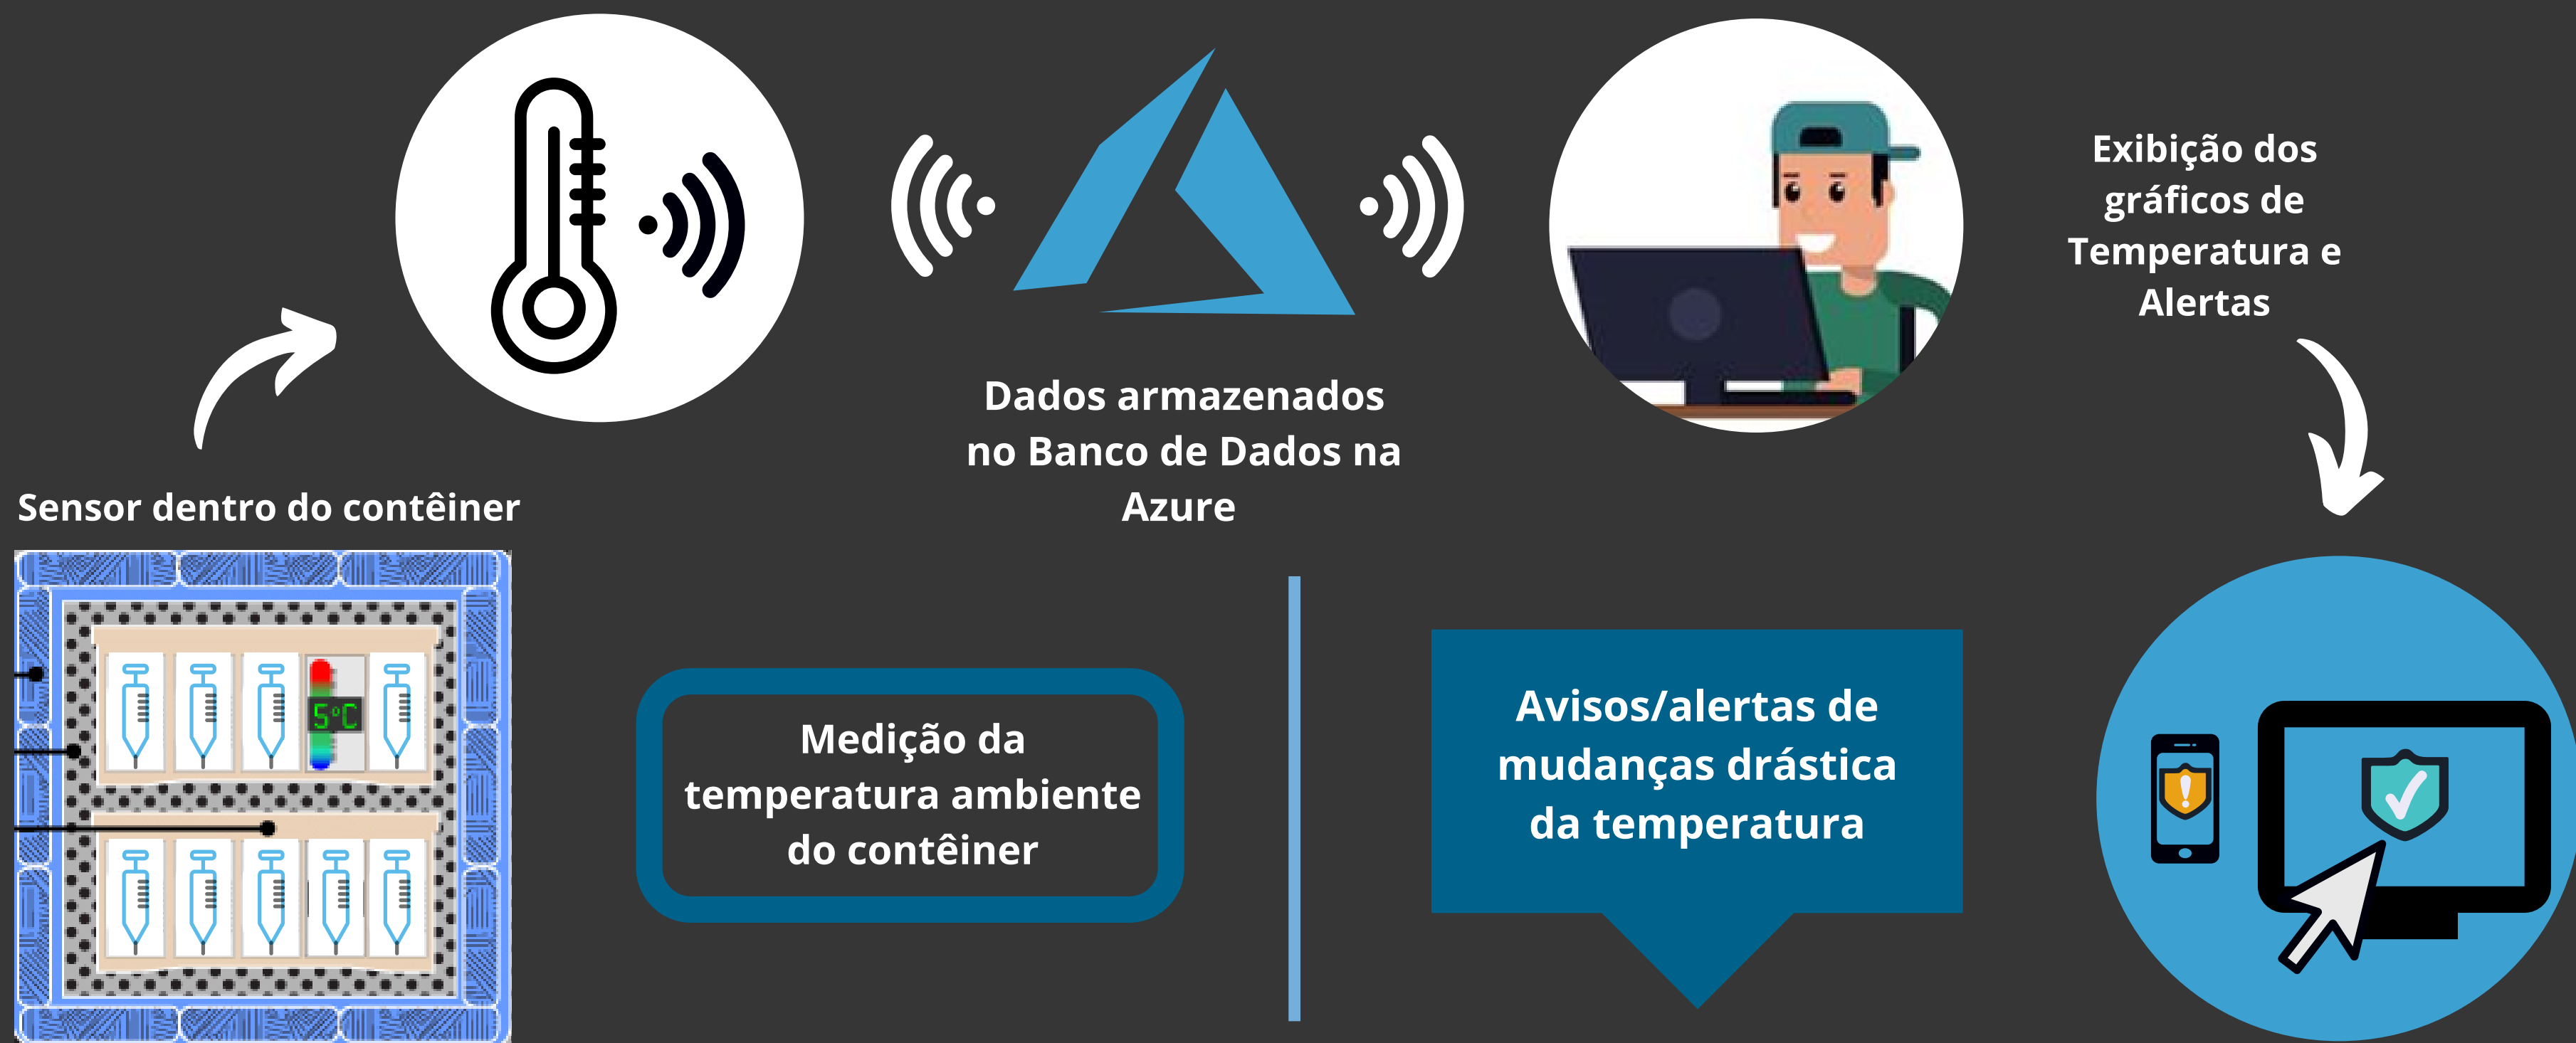 Exibição dos
gráficos de
Temperatura e
Alertas
Dados armazenados
no Banco de Dados na
Azure
Sensor dentro do contêiner
5°C
Medição da
temperatura ambiente
do contêiner
Avisos/alertas de
mudanças drástica
da temperatura